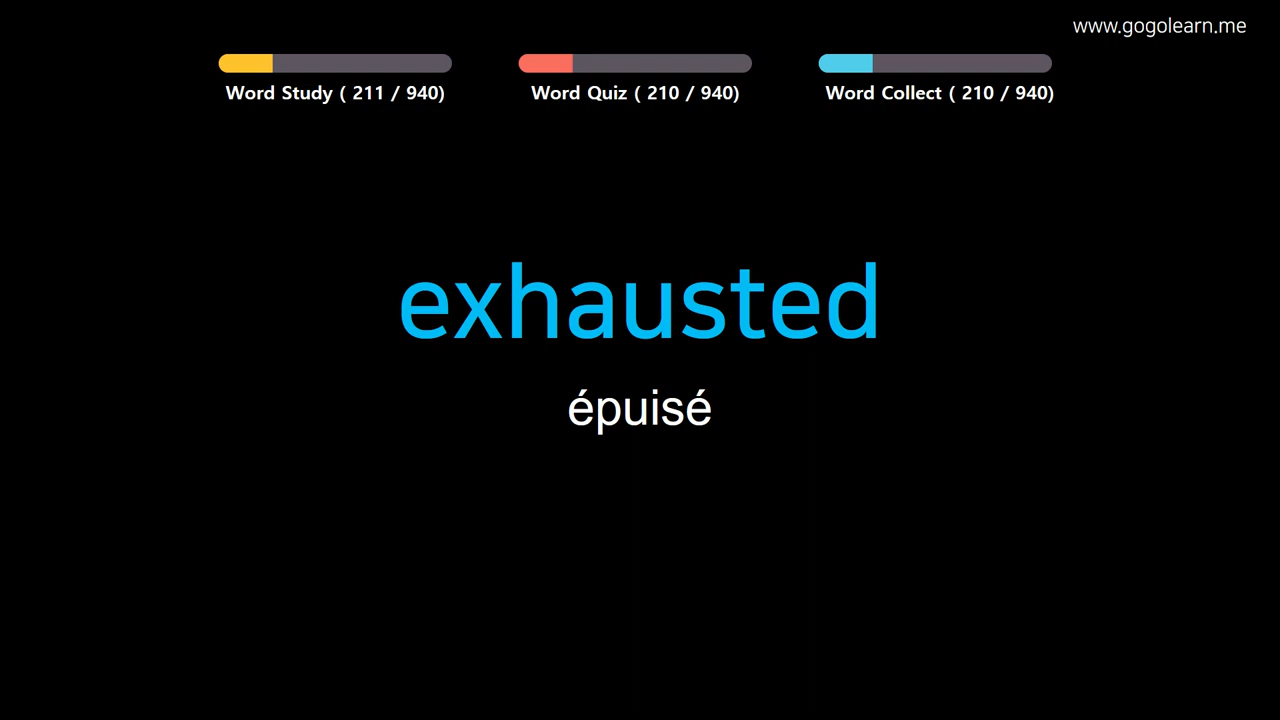 www.gogolearn.me
Word Study ( 211 / 940)
Word Quiz ( 210 / 940)
Word Collect ( 210 / 940)
exhausted
épuisé